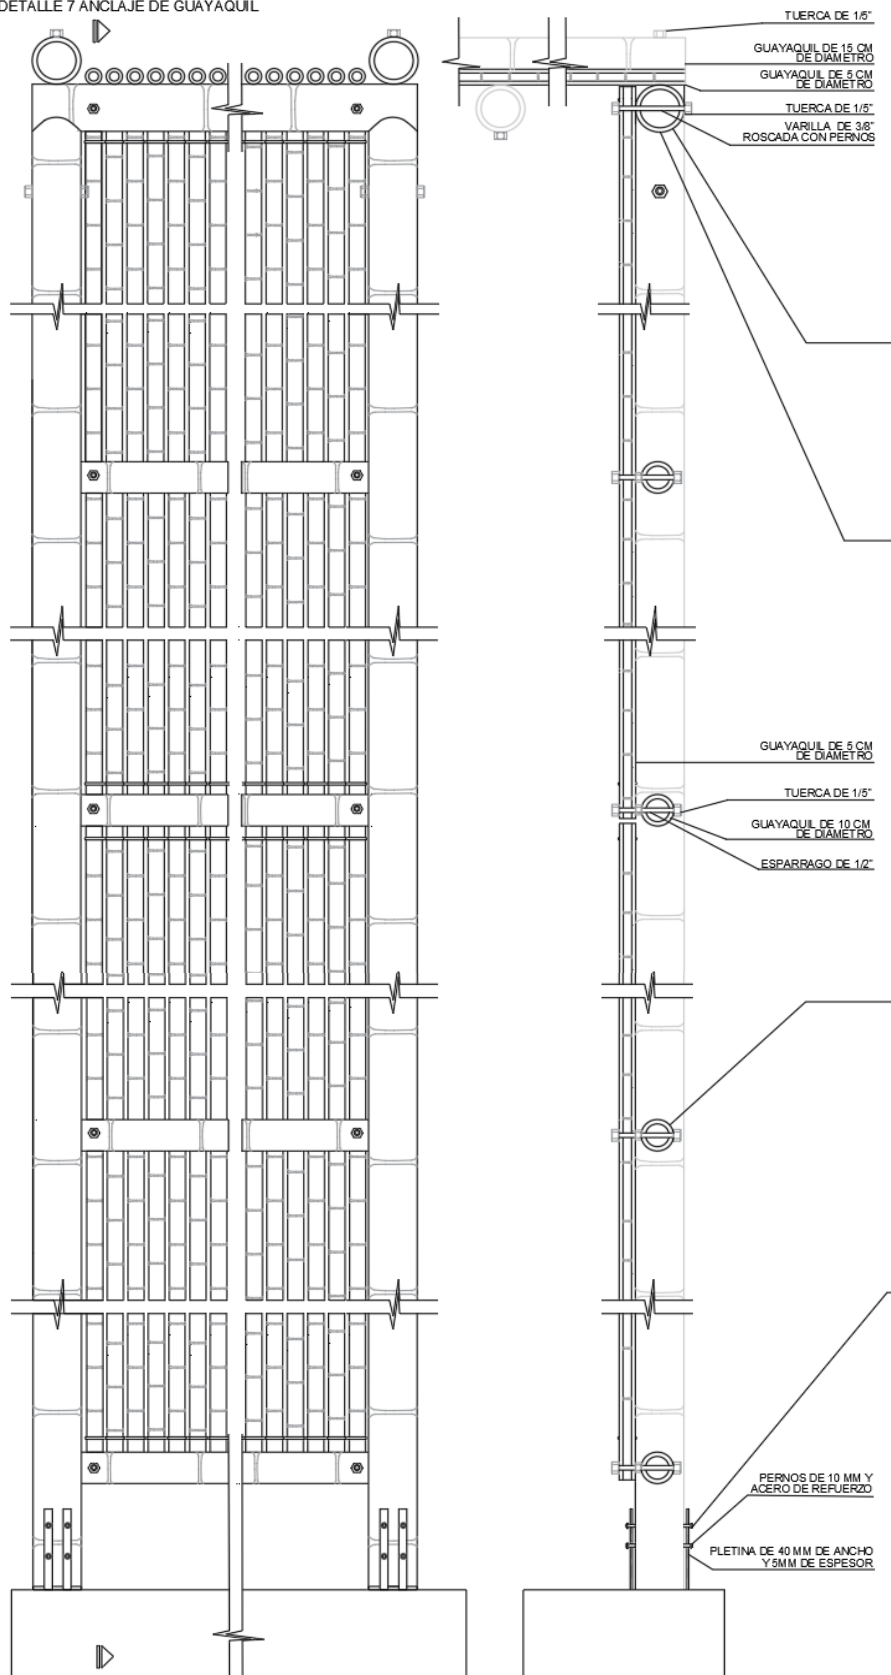 DETALLE 7 ANCLAJE DE GUAYAQUIL
TUERCA DE 1/5"
GUAYAQUIL DE 15 CM
DE DIAMETRO
GUAYAQUIL DE 5 CM
DE DIAMETRO
TUERCA DE 1/5"
VARILLA DE 3/8"
ROSCADA CON PERNOS
GUAYAQUIL DE 5 CM
DE DIAMETRO
TUERCA DE 1/5"
GUAYAQUIL DE 10 CM
DE DIAMETRO
ESPARRAGO DE 1/2"
PERNOS DE 10 MM Y
ACERO DE REFUERZO
PLETINA DE 40 MM DE ANCHO
Y 5MM DE ESPESOR